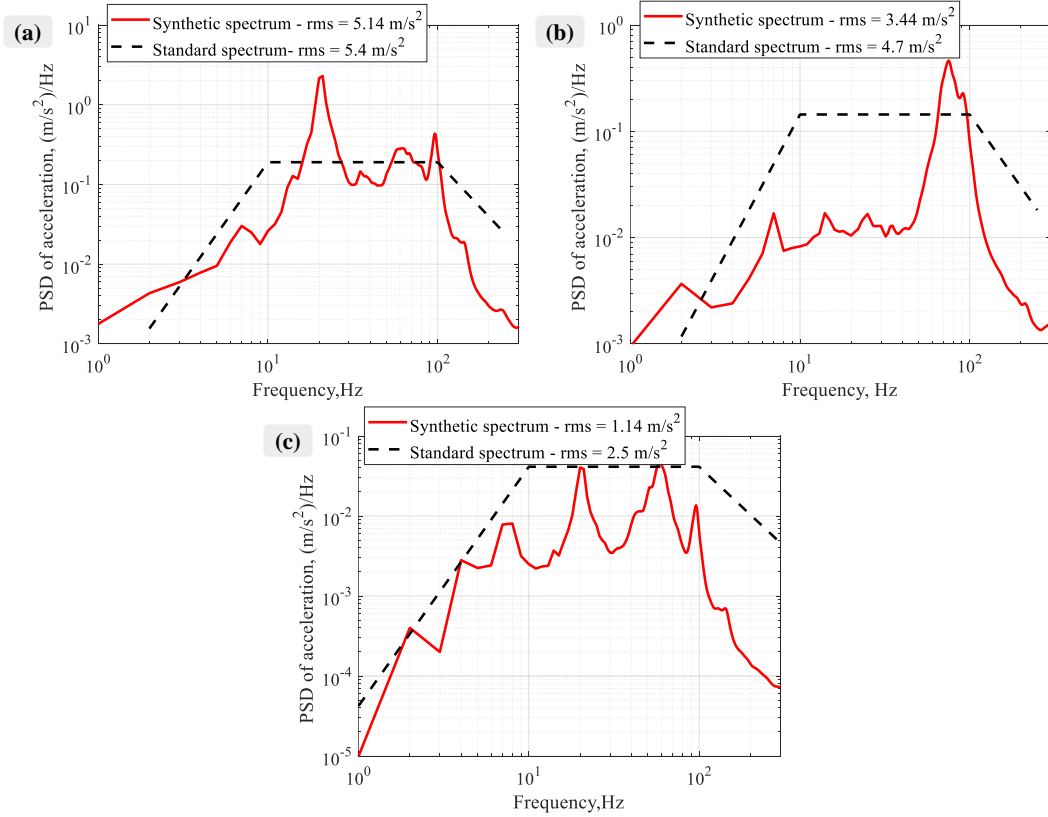 (a)
Synthetic spectrum - rms = 5.14 m/s²
Standard spectrum- rms = 5.4 m/s²
PSD of acceleration, (m/s²)/Hz
10¹
10⁰
10⁻¹
10⁻²
10⁻³
10⁰ 10¹ 10²
Frequency,Hz
(b)
Synthetic spectrum - rms = 3.44 m/s²
Standard spectrum - rms = 4.7 m/s²
PSD of acceleration, (m/s²)/Hz
10⁰
10⁻¹
10⁻²
10⁻³
10⁰ 10¹ 10²
Frequency, Hz
(c)
Synthetic spectrum - rms = 1.14 m/s²
Standard spectrum - rms = 2.5 m/s²
PSD of acceleration, (m/s²)/Hz
10⁻¹
10⁻²
10⁻³
10⁻⁴
10⁻⁵
10⁰ 10¹ 10²
Frequency,Hz